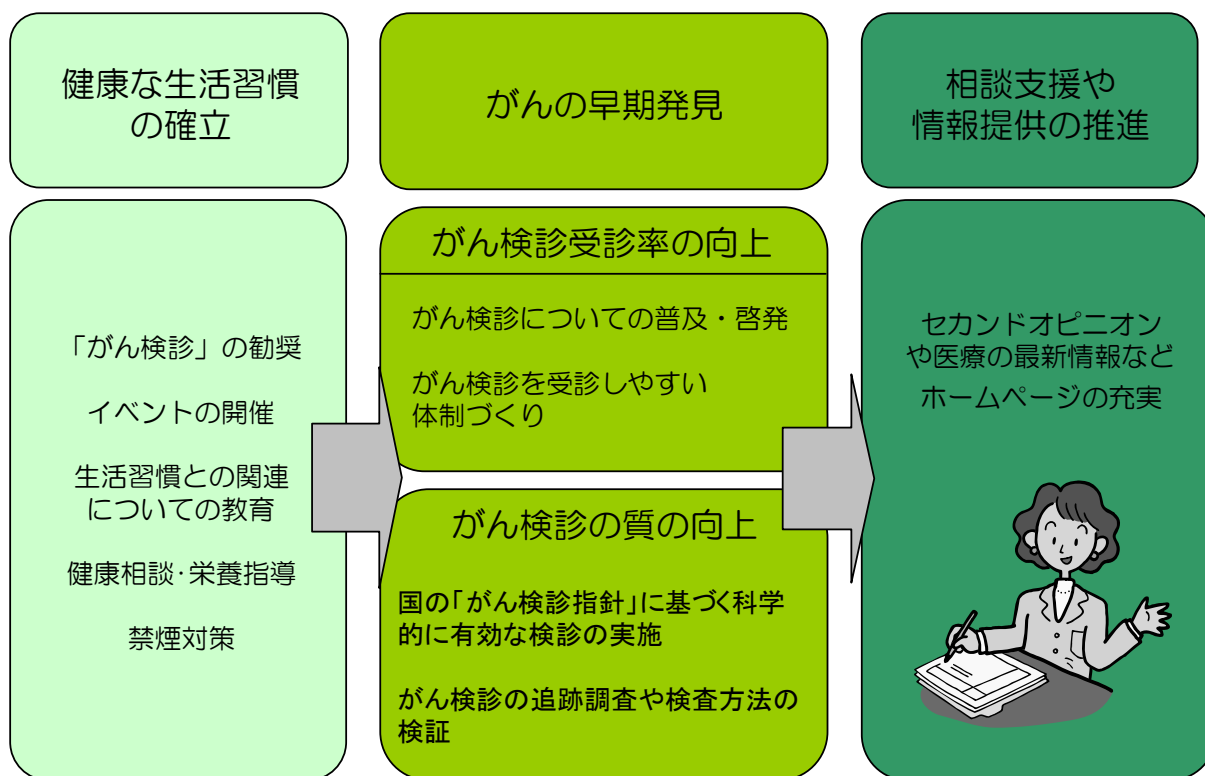 健康な生活習慣
の確立
がんの早期発見
相談支援や
情報提供の推進
「がん検診」の勧奨
イベントの開催
生活習慣との関連
についての教育
健康相談･栄養指導
禁煙対策
がん検診受診率の向上
がん検診についての普及・啓発
がん検診を受診しやすい
体制づくり
がん検診の質の向上
国の｢がん検診指針｣に基づく科学
的に有効な検診の実施
がん検診の追跡調査や検査方法の
検証
セカンドオピニオン
や医療の最新情報など
ホームページの充実